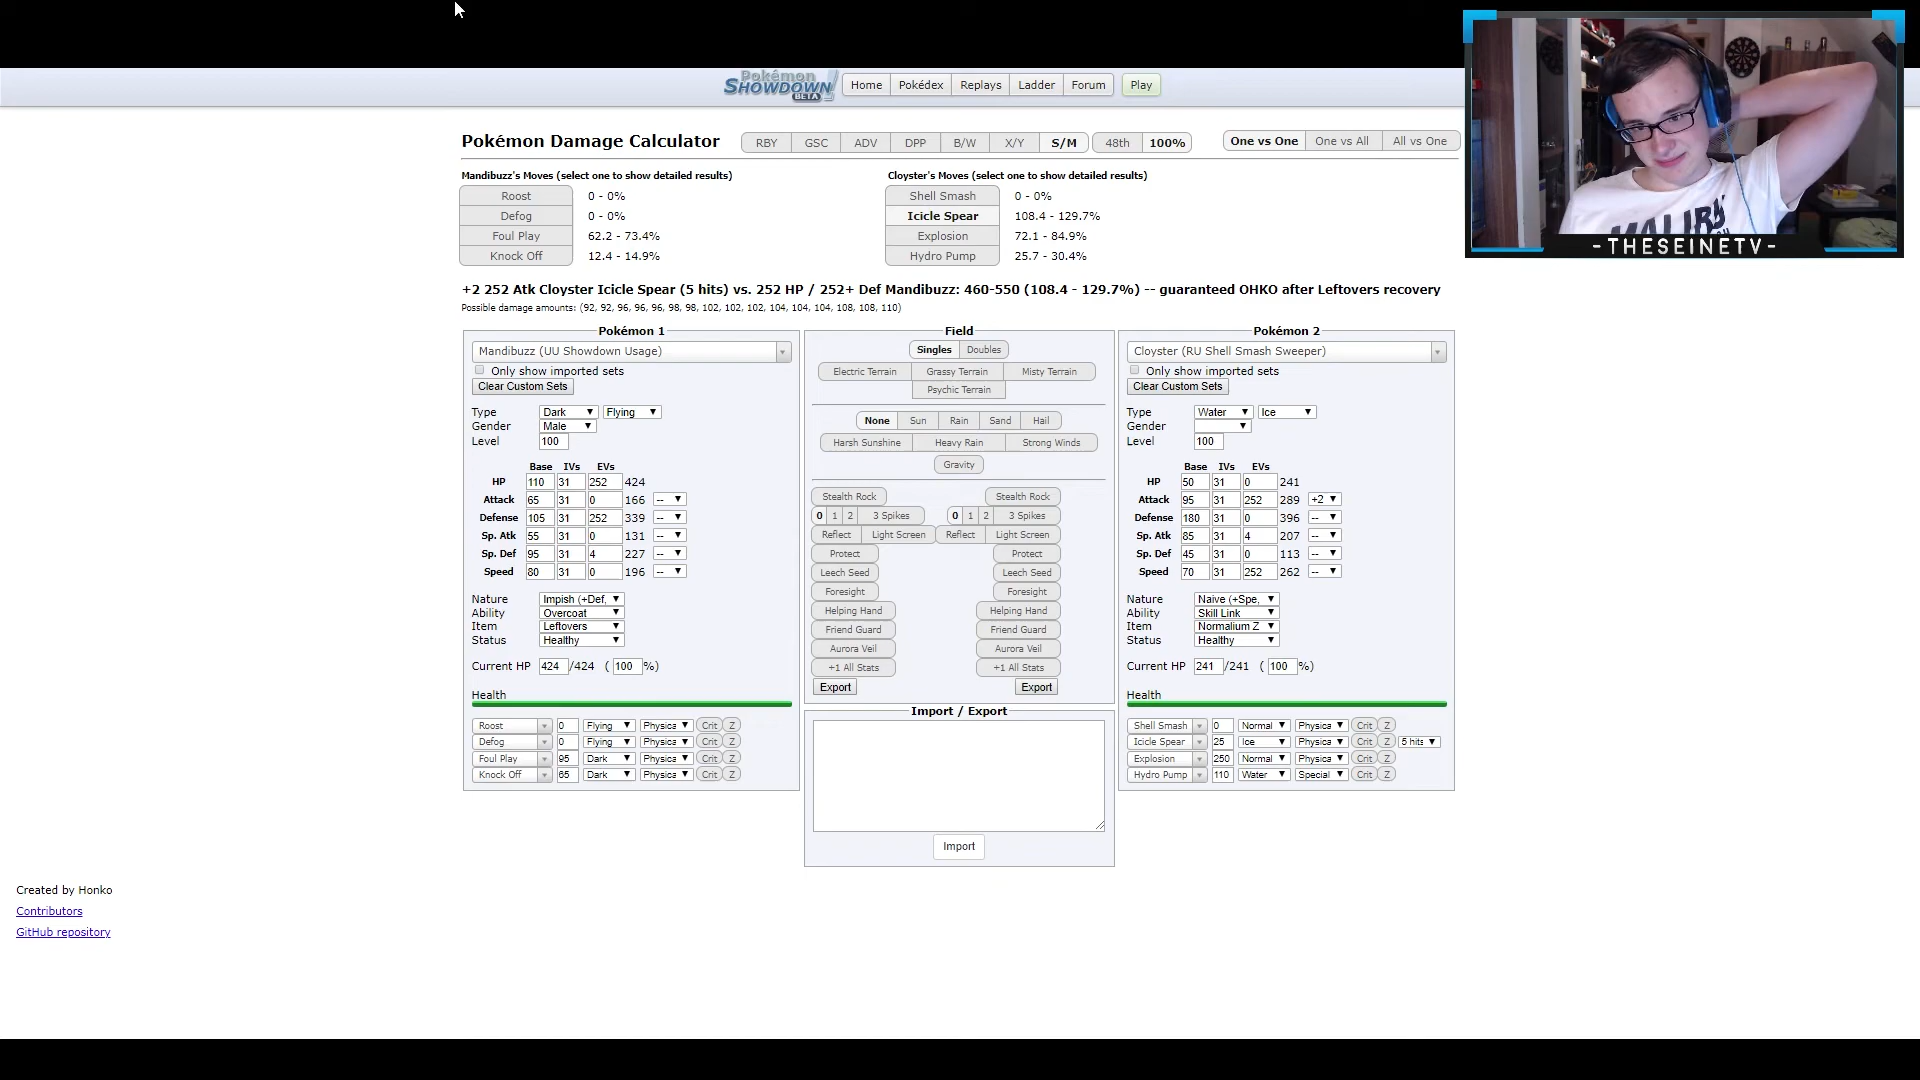 Pokémon SHOWDOWN! BETA Home Pokédex Replays Ladder Forum Play
Pokémon Damage Calculator RBY GSC ADV DPP B/W X/Y S/M 48th 100% One vs One One vs All All vs One
Mandibuzz's Moves (select one to show detailed results)
Roost 0 - 0%
Defog 0 - 0%
Foul Play 62.2 - 73.4%
Knock Off 12.4 - 14.9%
Cloyster's Moves (select one to show detailed results)
Shell Smash 0 - 0%
Icicle Spear 108.4 - 129.7%
Explosion 72.1 - 84.9%
Hydro Pump 25.7 - 30.4%
-THESEINETV-
+2 252 Atk Cloyster Icicle Spear (5 hits) vs. 252 HP / 252+ Def Mandibuzz: 460-550 (108.4 - 129.7%) -- guaranteed OHKO after Leftovers recovery
Possible damage amounts: (92, 92, 96, 96, 96, 98, 98, 102, 102, 102, 104, 104, 104, 108, 108, 110)
Pokémon 1
Mandibuzz (UU Showdown Usage)
Only show imported sets
Clear Custom Sets
Type Dark Flying
Gender Male
Level 100
Base IVs EVs
HP 110 31 252 424
Attack 65 31 0 166 --
Defense 105 31 252 339 --
Sp. Atk 55 31 0 131 --
Sp. Def 95 31 4 227 --
Speed 80 31 0 196 --
Nature Impish (+Def,
Ability Overcoat
Item Leftovers
Status Healthy
Current HP 424 /424 ( 100 %)
Health
Roost 0 Flying Physica Crit Z
Defog 0 Flying Physica Crit Z
Foul Play 95 Dark Physica Crit Z
Knock Off 65 Dark Physica Crit Z
Field
Singles Doubles
Electric Terrain Grassy Terrain Misty Terrain
Psychic Terrain
None Sun Rain Sand Hail
Harsh Sunshine Heavy Rain Strong Winds
Gravity
Stealth Rock Stealth Rock
0 1 2 3 Spikes 0 1 2 3 Spikes
Reflect Light Screen Reflect Light Screen
Protect Protect
Leech Seed Leech Seed
Foresight Foresight
Helping Hand Helping Hand
Friend Guard Friend Guard
Aurora Veil Aurora Veil
+1 All Stats +1 All Stats
Export Export
Import / Export
Import
Pokémon 2
Cloyster (RU Shell Smash Sweeper)
Only show imported sets
Clear Custom Sets
Type Water Ice
Gender
Level 100
Base IVs EVs
HP 50 31 0 241
Attack 95 31 252 289 +2
Defense 180 31 0 396 --
Sp. Atk 85 31 4 207 --
Sp. Def 45 31 0 113 --
Speed 70 31 252 262 --
Nature Naive (+Spe,
Ability Skill Link
Item Normalium Z
Status Healthy
Current HP 241 /241 ( 100 %)
Health
Shell Smash 0 Normal Physica Crit Z
Icicle Spear 25 Ice Physica Crit Z 5 hits
Explosion 250 Normal Physica Crit Z
Hydro Pump 110 Water Special Crit Z
Created by Honko
Contributors
GitHub repository